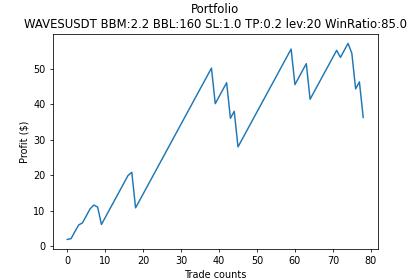 Portfolio
WAVESUSDT BBM:2.2 BBL:160 SL:1.0 TP:0.2 lev:20 WinRatio:85.0
Profit ($)
50
40
30
20
10
0
0 10 20 30 40 50 60 70 80
Trade counts